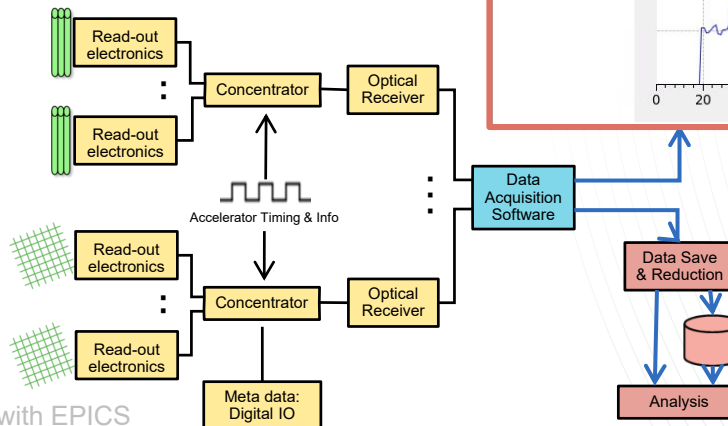 Read-out
electronics
Read-out
electronics
Concentrator
Optical
Receiver
0
20
Accelerator Timing & Info
Data
Acquisition
Software
Read-out
electronics
Read-out
electronics
Concentrator
Optical
Receiver
Data Save
& Reduction
Meta data:
Digital IO
Analysis
with EPICS